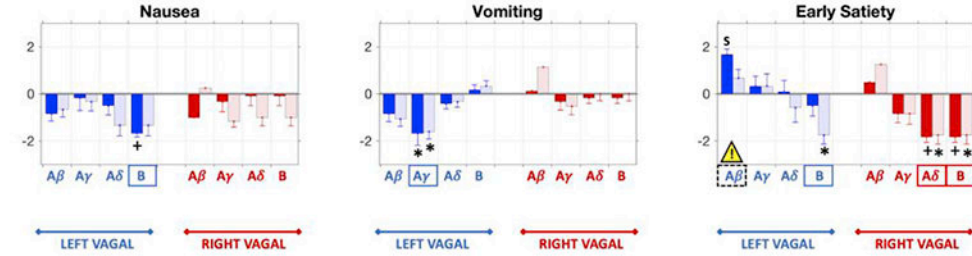 Nausea
Vomiting
Early Satiety
2
0
-2
+
2
0
-2
* *
2
0
-2
$
!
*
+ * + *
Aβ Aγ Aδ B
Aβ Aγ Aδ B
Aβ Aγ Aδ B
Aβ Aγ Aδ B
Aβ Aγ Aδ B
Aβ Aγ Aδ B
LEFT VAGAL
RIGHT VAGAL
LEFT VAGAL
RIGHT VAGAL
LEFT VAGAL
RIGHT VAGAL